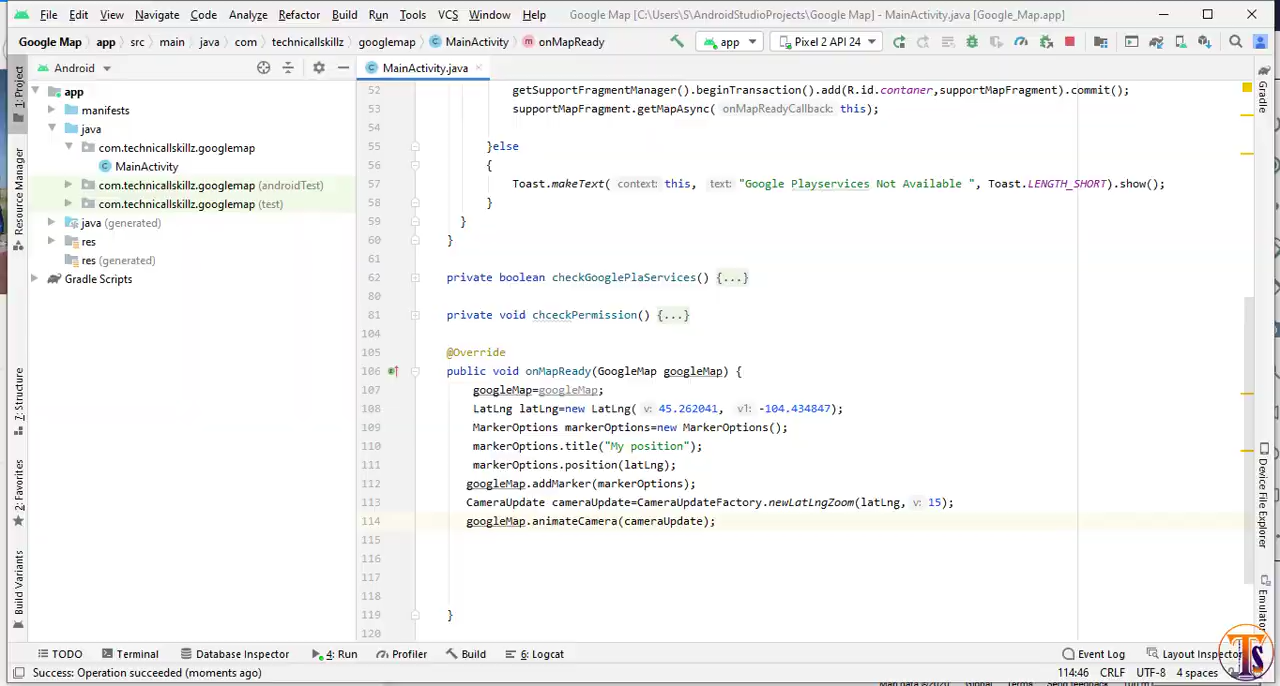 File Edit View Navigate Code Analyze Refactor Build Run Tools VCS Window Help Google Map [C:\Users\S\AndroidStudioProjects\Google Map] - MainActivity.java [Google_Map.app]
Google Map app src main java com technicallskillz googlemap MainActivity onMapReady app Pixel 2 API 24
Android MainActivity.java
1: Project
Resource Manager
7: Structure
2: Favorites
Build Variants
app
manifests
java
com.technicallskillz.googlemap
MainActivity
com.technicallskillz.googlemap (androidTest)
com.technicallskillz.googlemap (test)
java (generated)
res
res (generated)
Gradle Scripts
52 getSupportFragmentManager().beginTransaction().add(R.id.contaner,supportMapFragment).commit();
53 supportMapFragment.getMapAsync( onMapReadyCallback: this);
54
55 }else
56 {
57 Toast.makeText( context: this, text: "Google Playservices Not Available ", Toast.LENGTH_SHORT).show();
58 }
59 }
60 }
61
62 private boolean checkGooglePlaServices() {...}
80
81 private void chceckPermission() {...}
104
105 @Override
106 public void onMapReady(GoogleMap googleMap) {
107 googleMap=googleMap;
108 LatLng latLng=new LatLng( v: 45.262041, v1: -104.434847);
109 MarkerOptions markerOptions=new MarkerOptions();
110 markerOptions.title("My position");
111 markerOptions.position(latLng);
112 googleMap.addMarker(markerOptions);
113 CameraUpdate cameraUpdate=CameraUpdateFactory.newLatLngZoom(latLng, v: 15);
114 googleMap.animateCamera(cameraUpdate);
115
116
117
118
119 }
120
Gradle
Device File Explorer
Emulator
TODO Terminal Database Inspector 4: Run Profiler Build 6: Logcat Event Log Layout Inspector
Success: Operation succeeded (moments ago) 114:46 CRLF UTF-8 4 spaces
TS